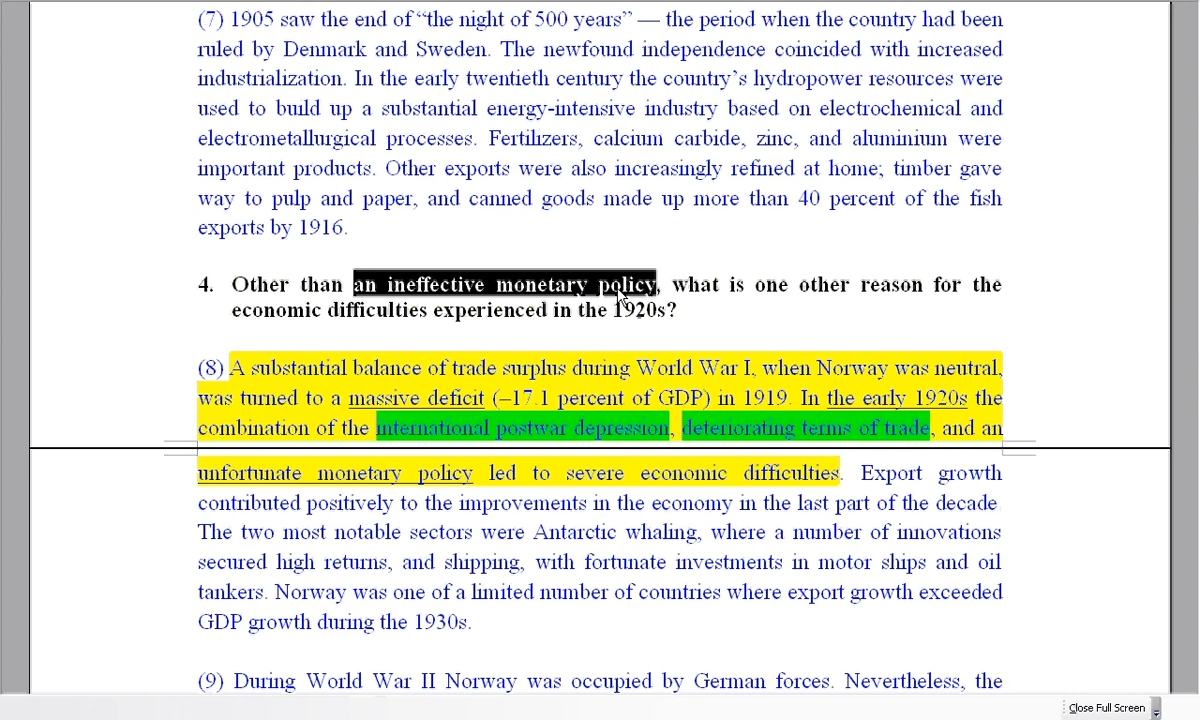 (7) 1905 saw the end of “the night of 500 years” — the period when the country had been
ruled by Denmark and Sweden. The newfound independence coincided with increased
industrialization. In the early twentieth century the country’s hydropower resources were
used to build up a substantial energy-intensive industry based on electrochemical and
electrometallurgical processes. Fertilizers, calcium carbide, zinc, and aluminium were
important products. Other exports were also increasingly refined at home; timber gave
way to pulp and paper, and canned goods made up more than 40 percent of the fish
exports by 1916.
4. Other than an ineffective monetary policy, what is one other reason for the
economic difficulties experienced in the 1920s?
(8) A substantial balance of trade surplus during World War I, when Norway was neutral,
was turned to a massive deficit (–17.1 percent of GDP) in 1919. In the early 1920s the
combination of the international postwar depression, deteriorating terms of trade, and an
unfortunate monetary policy led to severe economic difficulties. Export growth
contributed positively to the improvements in the economy in the last part of the decade.
The two most notable sectors were Antarctic whaling, where a number of innovations
secured high returns, and shipping, with fortunate investments in motor ships and oil
tankers. Norway was one of a limited number of countries where export growth exceeded
GDP growth during the 1930s.
(9) During World War II Norway was occupied by German forces. Nevertheless, the
Close Full Screen